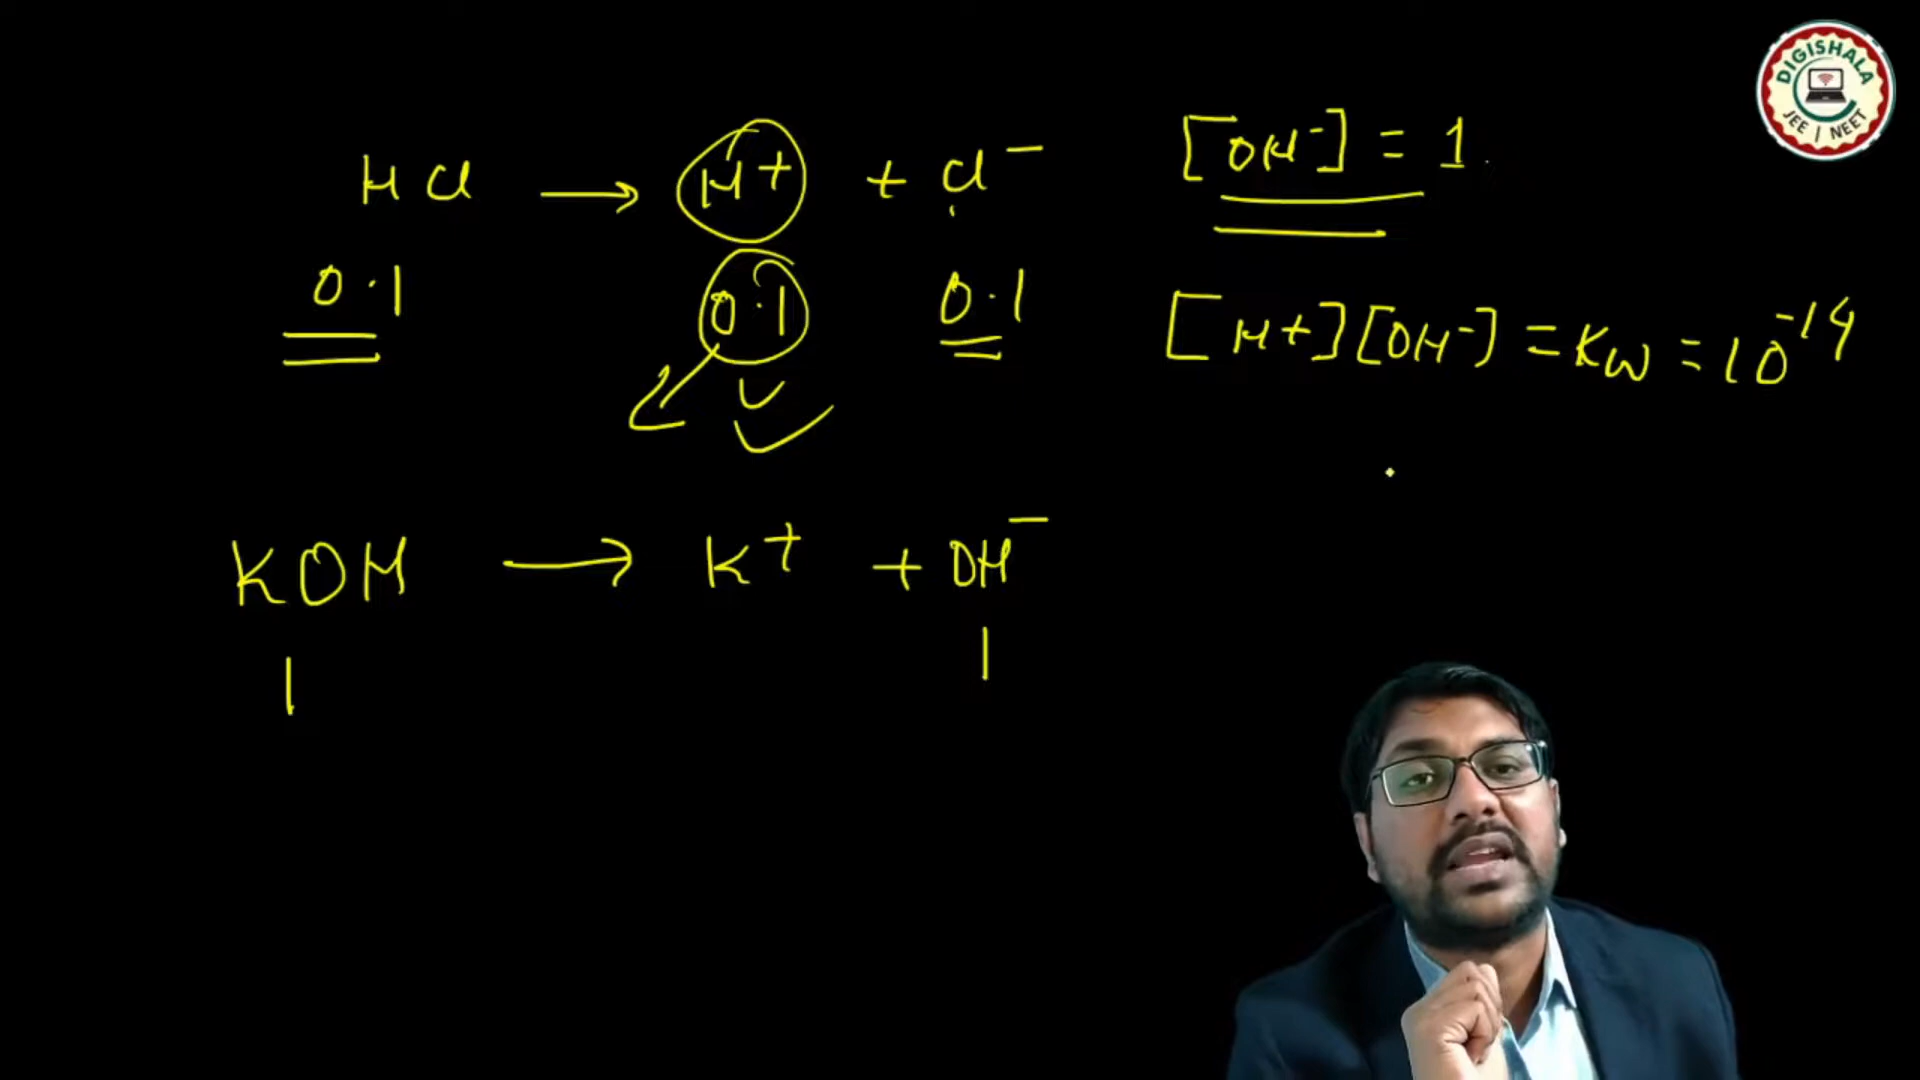 HCl → H+ + Cl⁻
0.1 0.1 0.1
KOH → K+ + OH⁻
1 1
[OH⁻] = 1
[H+][OH⁻] = Kw = 10⁻¹⁴
DIGISHALA
JEE | NEET